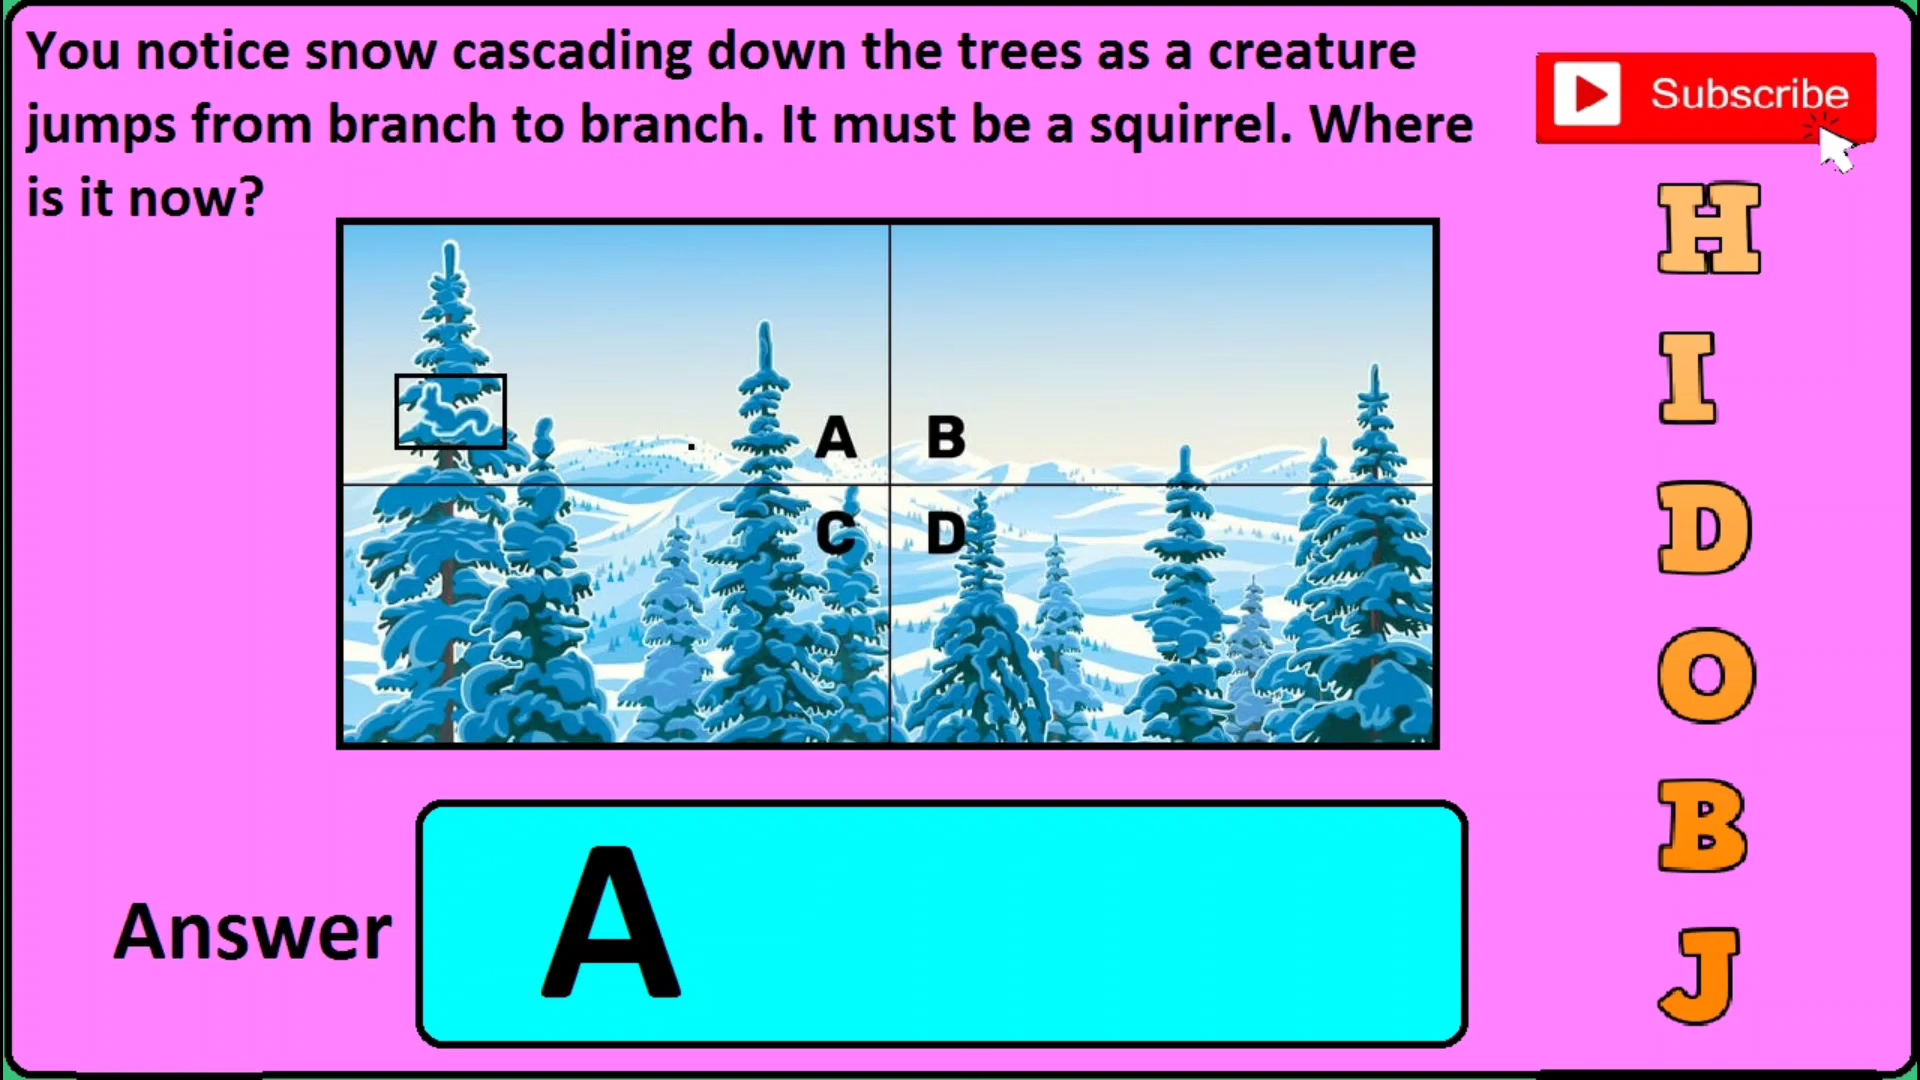 You notice snow cascading down the trees as a creature
jumps from branch to branch. It must be a squirrel. Where
is it now?
Subscribe
A B
C D
Answer A
H
I
D
O
B
J